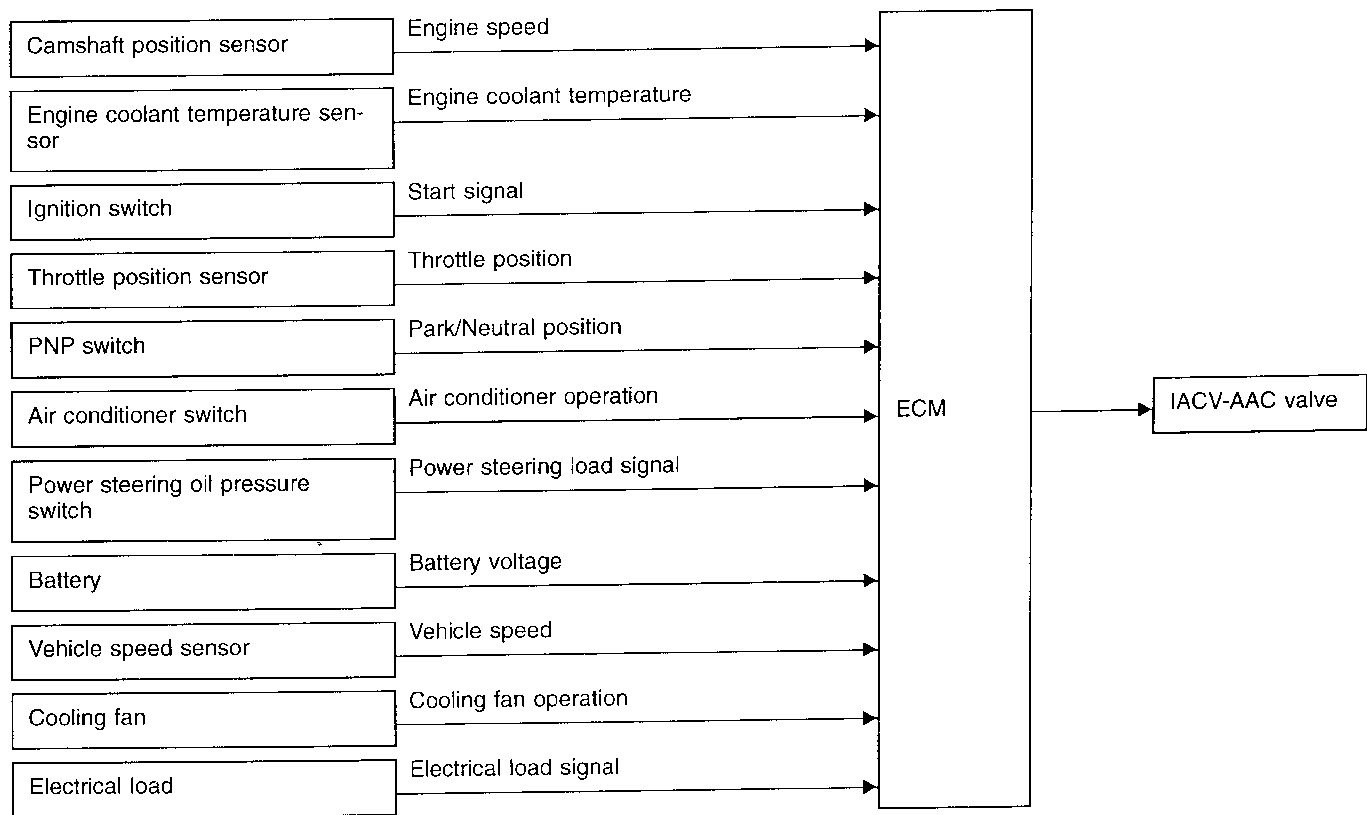 Camshaft position sensor
Engine speed
Engine coolant temperature sen-
sor
Engine coolant temperature
Ignition switch
Start signal
Throttle position sensor
Throttle position
PNP switch
Park/Neutral position
Air conditioner switch
Air conditioner operation
Power steering oil pressure
switch
Power steering load signal
Battery
Battery voltage
Vehicle speed sensor
Vehicle speed
Cooling fan
Cooling fan operation
Electrical load
Electrical load signal
ECM
IACV-AAC valve